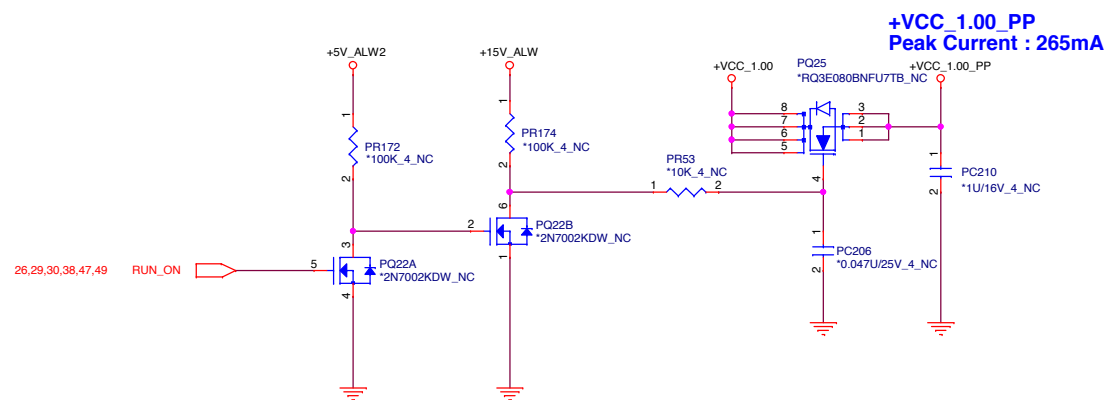 +VCC_1.00_PP
Peak Current : 265mA
+5V_ALW2
+15V_ALW
+VCC_1.00
PQ25
*RQ3E080BNFU7TB_NC
+VCC_1.00_PP
1
PR172
*100K_4_NC
2
1
PR174
*100K_4_NC
2
8
7
6
5
3
2
1
4
PR53
*10K_4_NC
1
2
1
PC210
*1U/16V_4_NC
2
6
2
PQ22B
*2N7002KDW_NC
1
1
PC206
*0.047U/25V_4_NC
2
26,29,30,38,47,49
RUN_ON
3
5
PQ22A
*2N7002KDW_NC
4